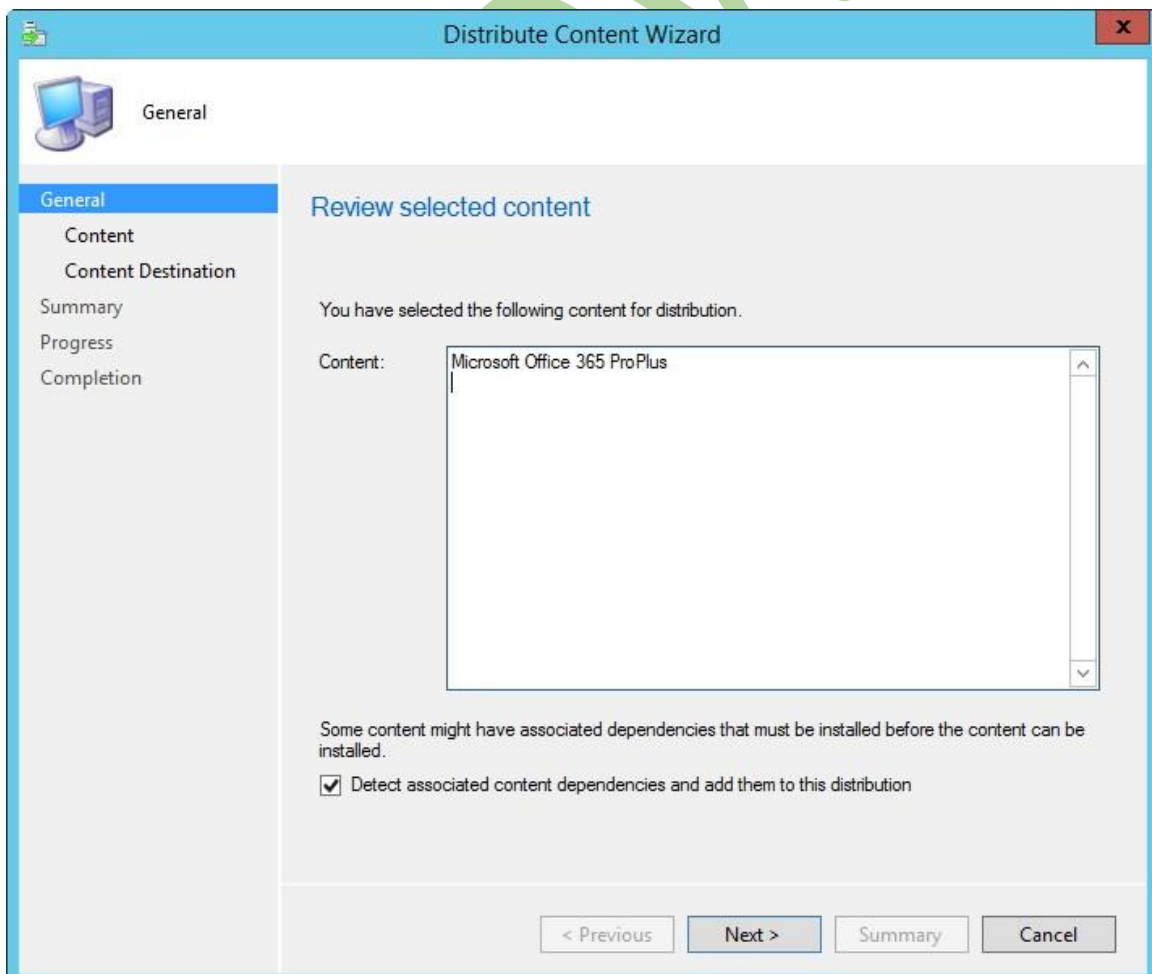 Distribute Content Wizard
x
General
General
Content
Content Destination
Summary
Progress
Completion
Review selected content
You have selected the following content for distribution.
Content:
Microsoft Office 365 ProPlus
Some content might have associated dependencies that must be installed before the content can be
installed.
Detect associated content dependencies and add them to this distribution
< Previous
Next >
Summary
Cancel